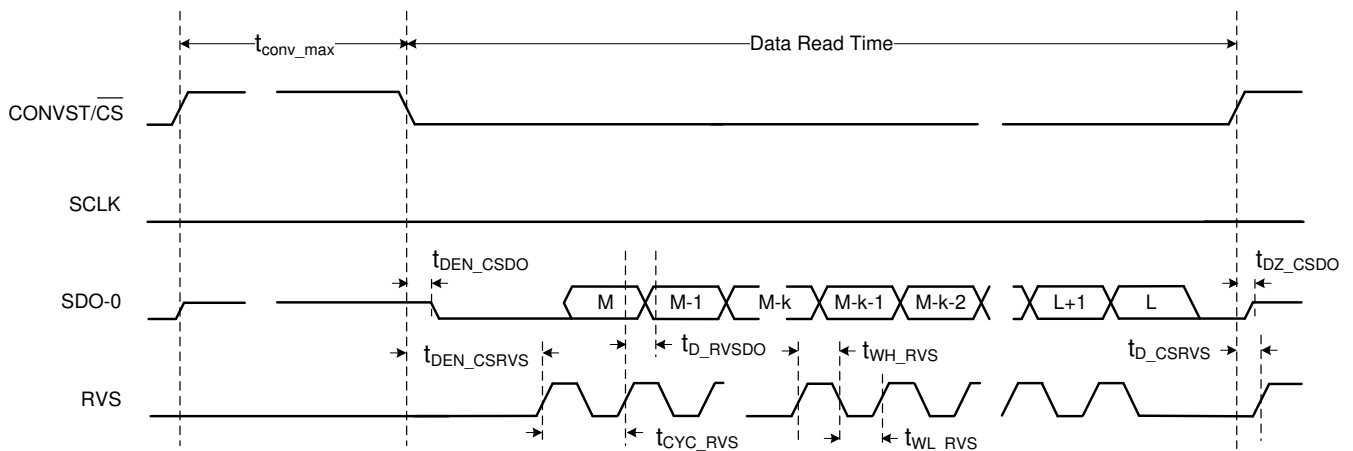 t_conv_max Data Read Time
CONVST/CS
SCLK
t_DEN_CSDO t_DZ_CSDO
SDO-0 M M-1 M-k M-k-1 M-k-2 L+1 L
t_DEN_CSRVS t_D_RVSDO t_WH_RVS t_D_CSRVS
RVS
t_CYC_RVS t_WL_RVS